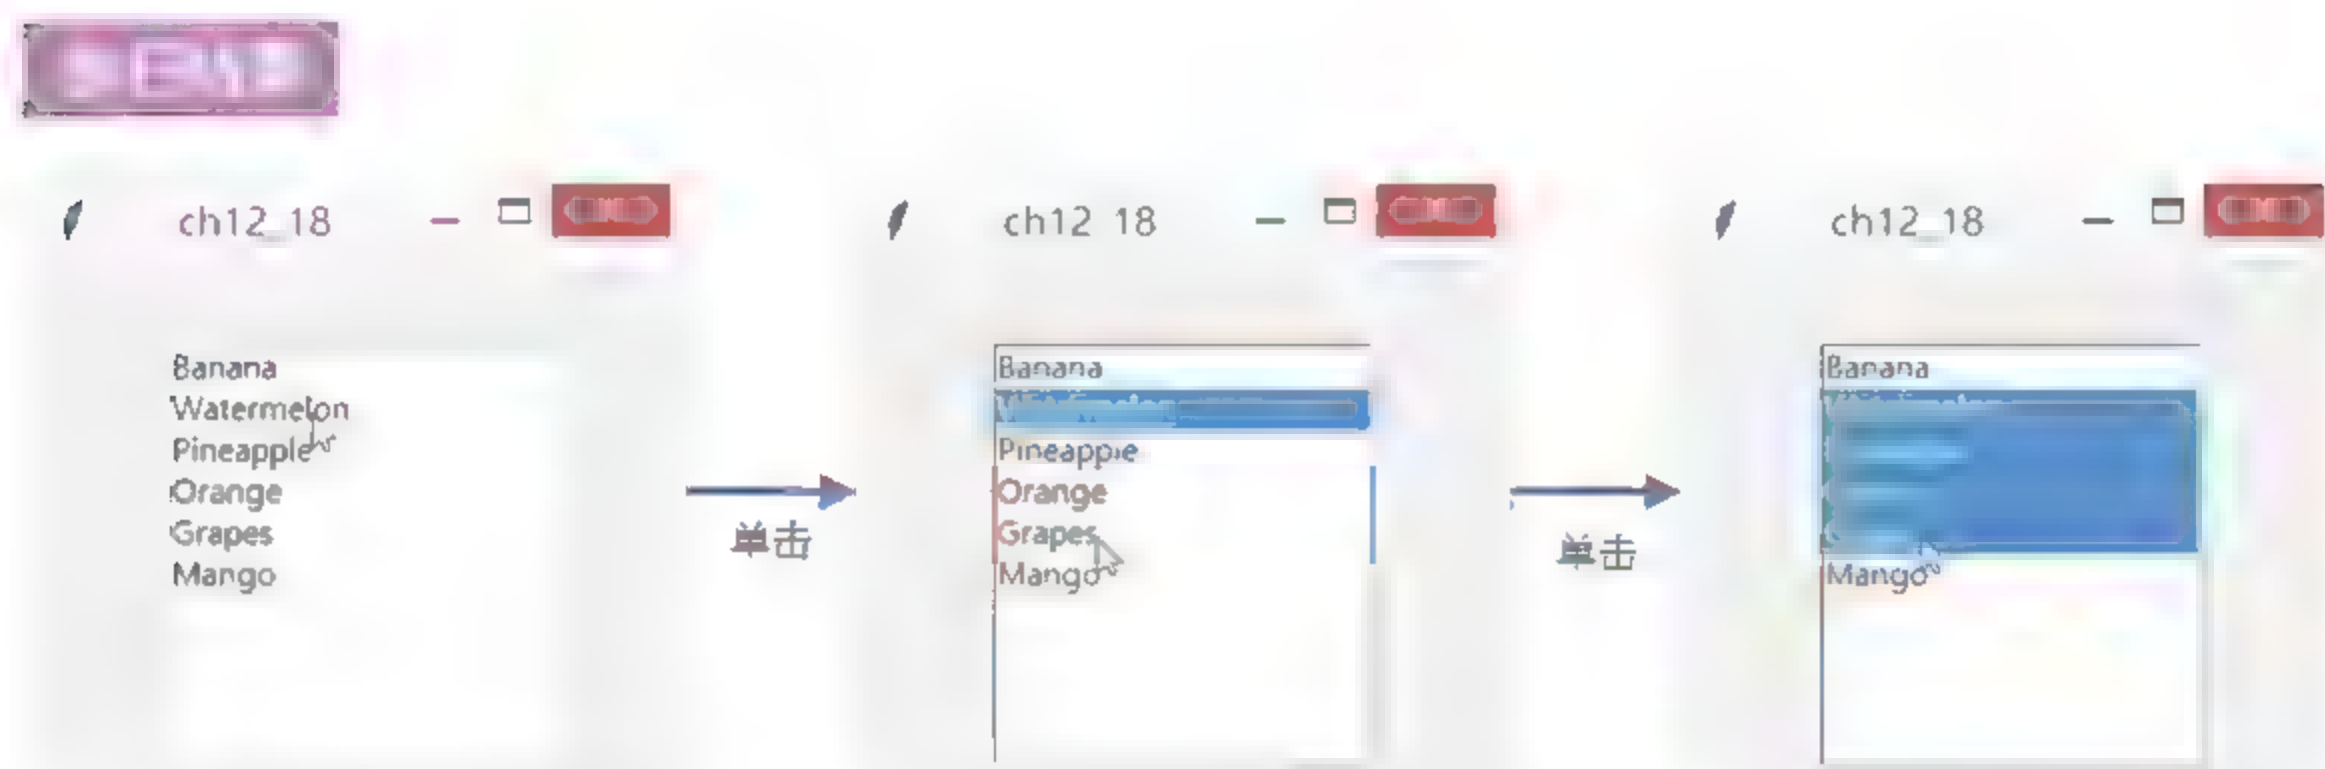 ch12_18
ch12 18
ch12_18
Banana
Watermelon
Pineapple
Orange
Grapes
Mango
单击
Banana
Pineapple
Orange
Grapes
Mango
单击
Banana
Mango